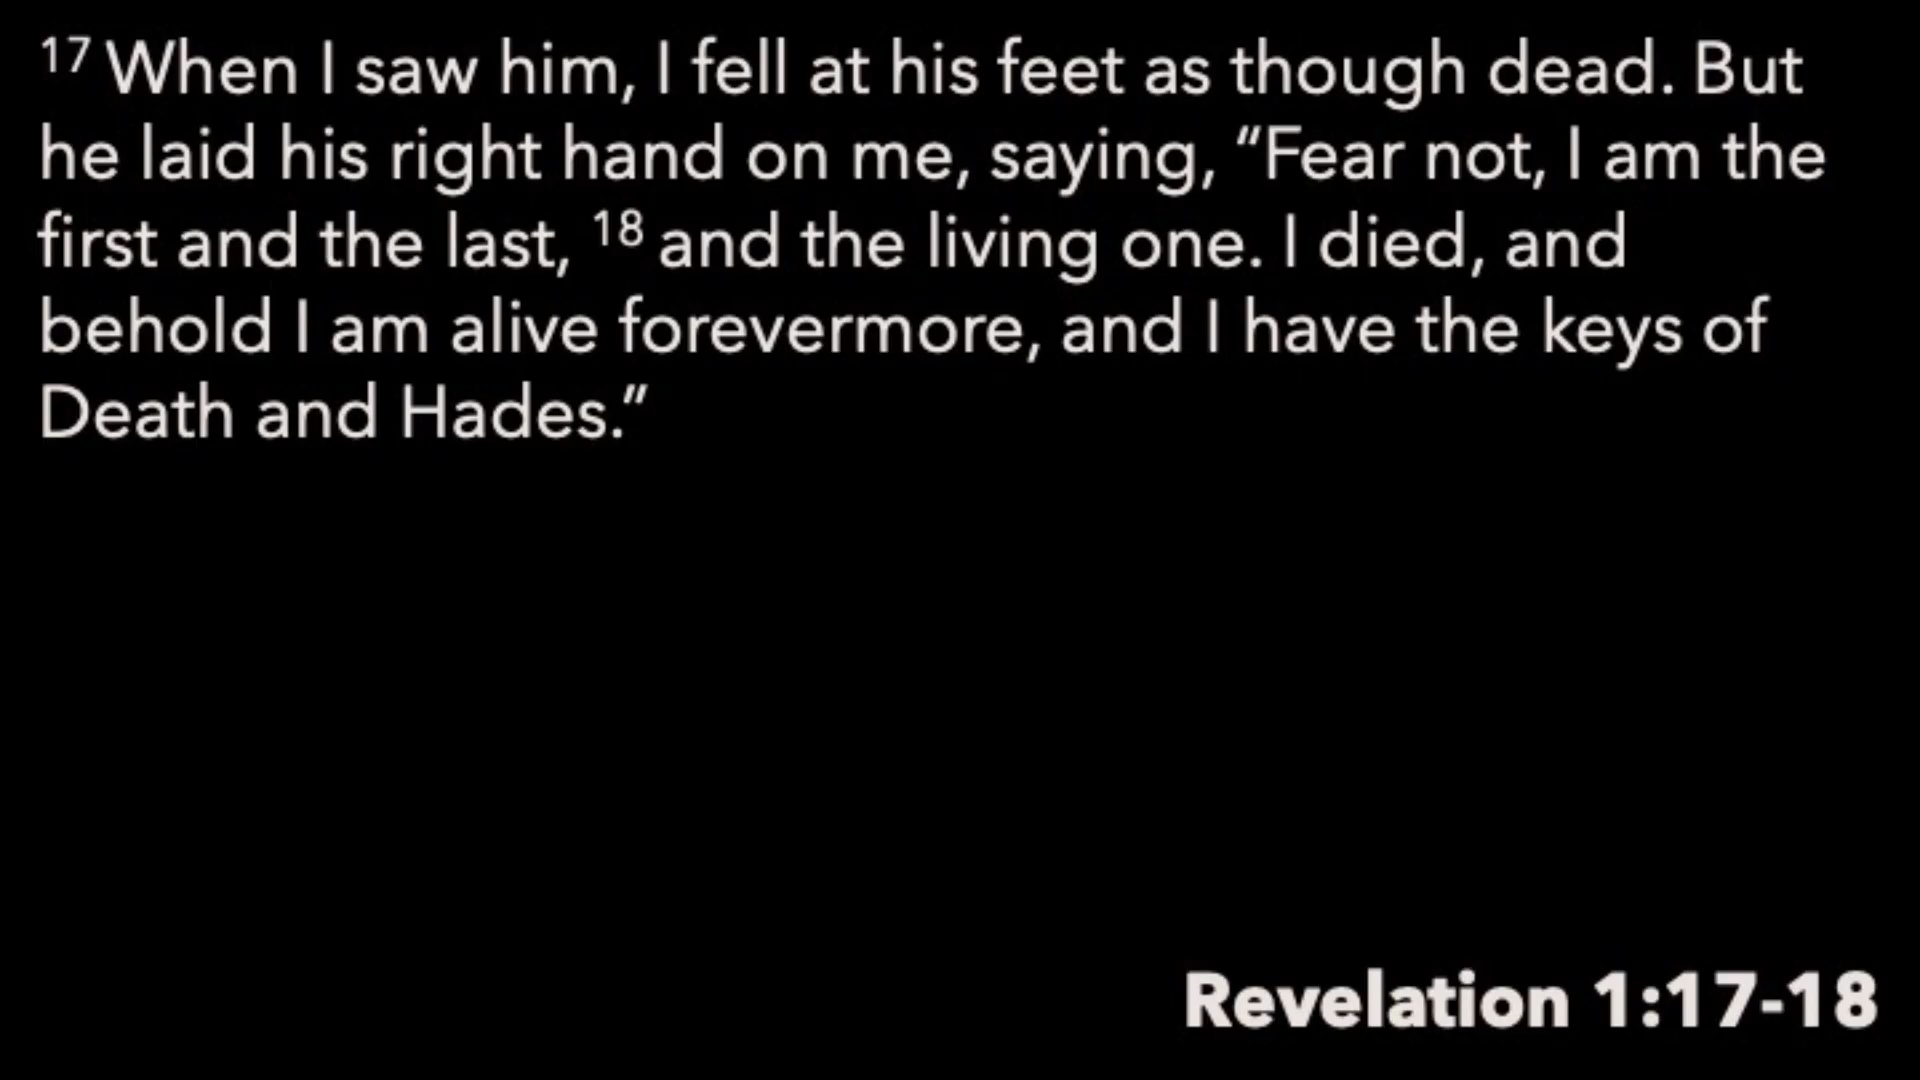 17 When I saw him, I fell at his feet as though dead. But
he laid his right hand on me, saying, “Fear not, I am the
first and the last, 18 and the living one. I died, and
behold I am alive forevermore, and I have the keys of
Death and Hades.”
Revelation 1:17-18